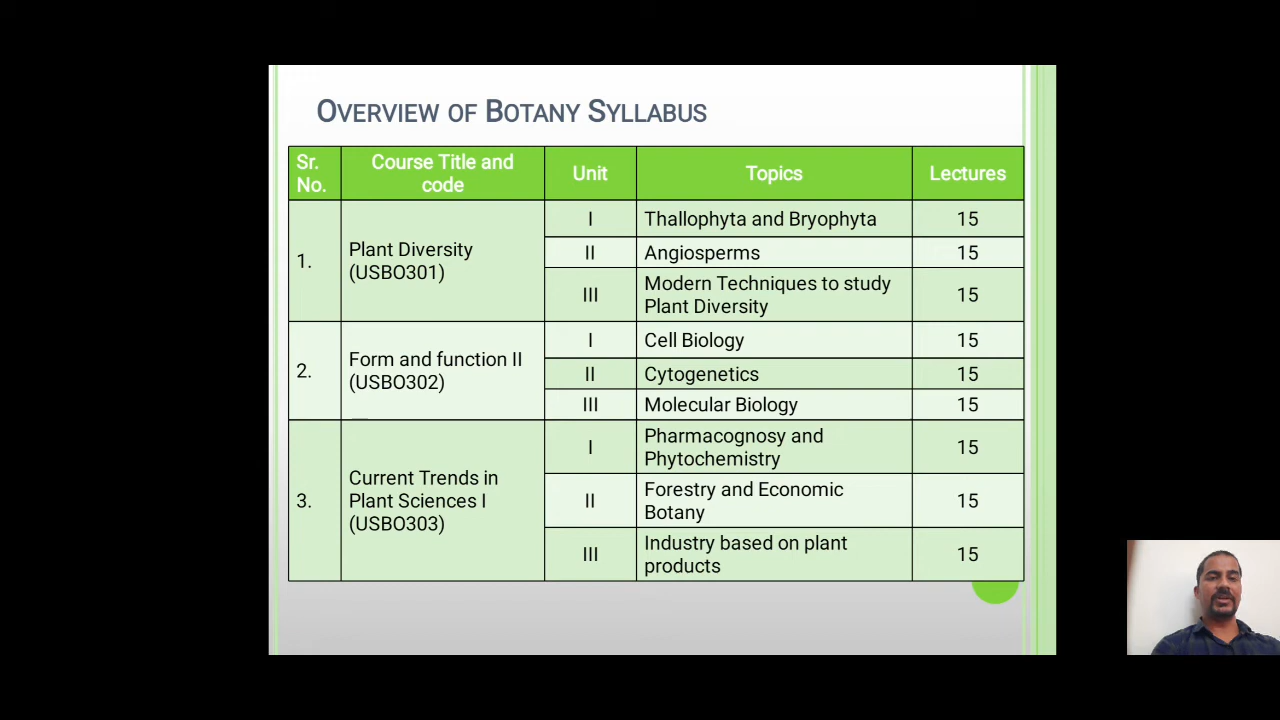 OVERVIEW OF BOTANY SYLLABUS
Sr. No. Course Title and code Unit Topics Lectures
1. Plant Diversity (USBO301) I Thallophyta and Bryophyta 15
II Angiosperms 15
III Modern Techniques to study Plant Diversity 15
2. Form and function II (USBO302) I Cell Biology 15
II Cytogenetics 15
III Molecular Biology 15
3. Current Trends in Plant Sciences I (USBO303) I Pharmacognosy and Phytochemistry 15
II Forestry and Economic Botany 15
III Industry based on plant products 15